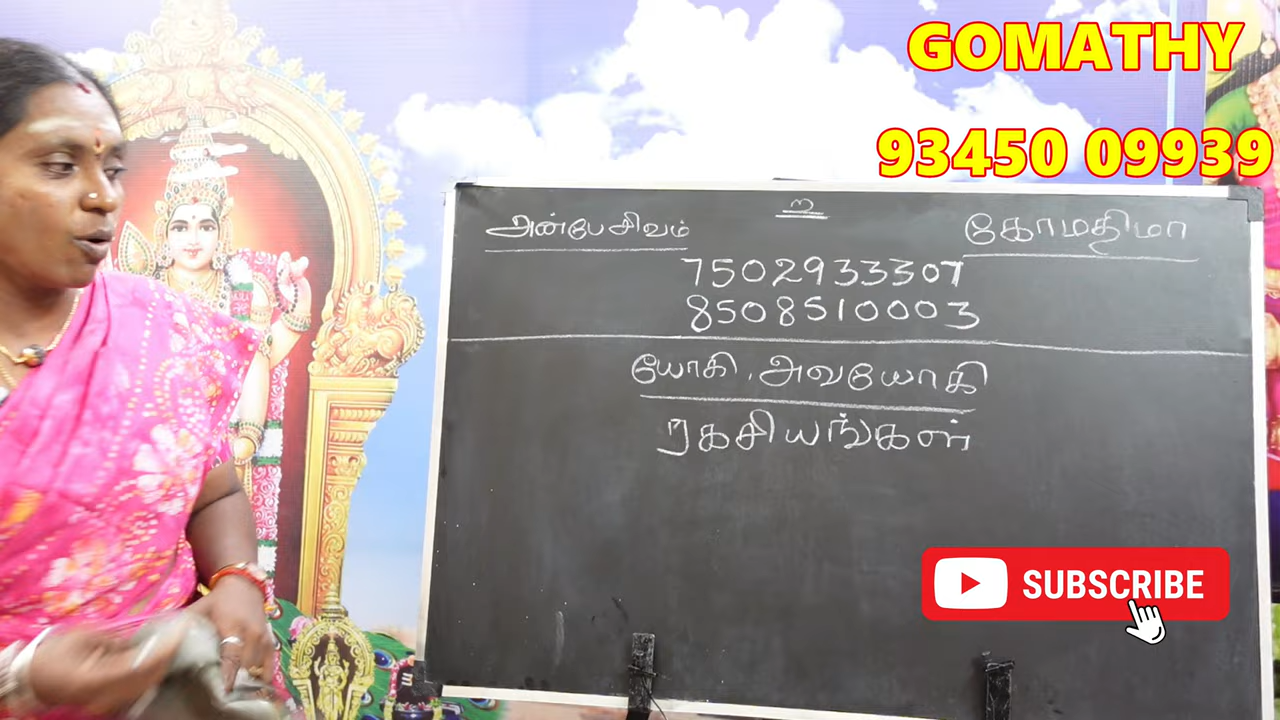 GOMATHY
93450 09939
உ
அன்பே சிவம்
கோமதிமா
7502933307
8508510003
யோகி, அவயோகி
ரகசியங்கள்
SUBSCRIBE